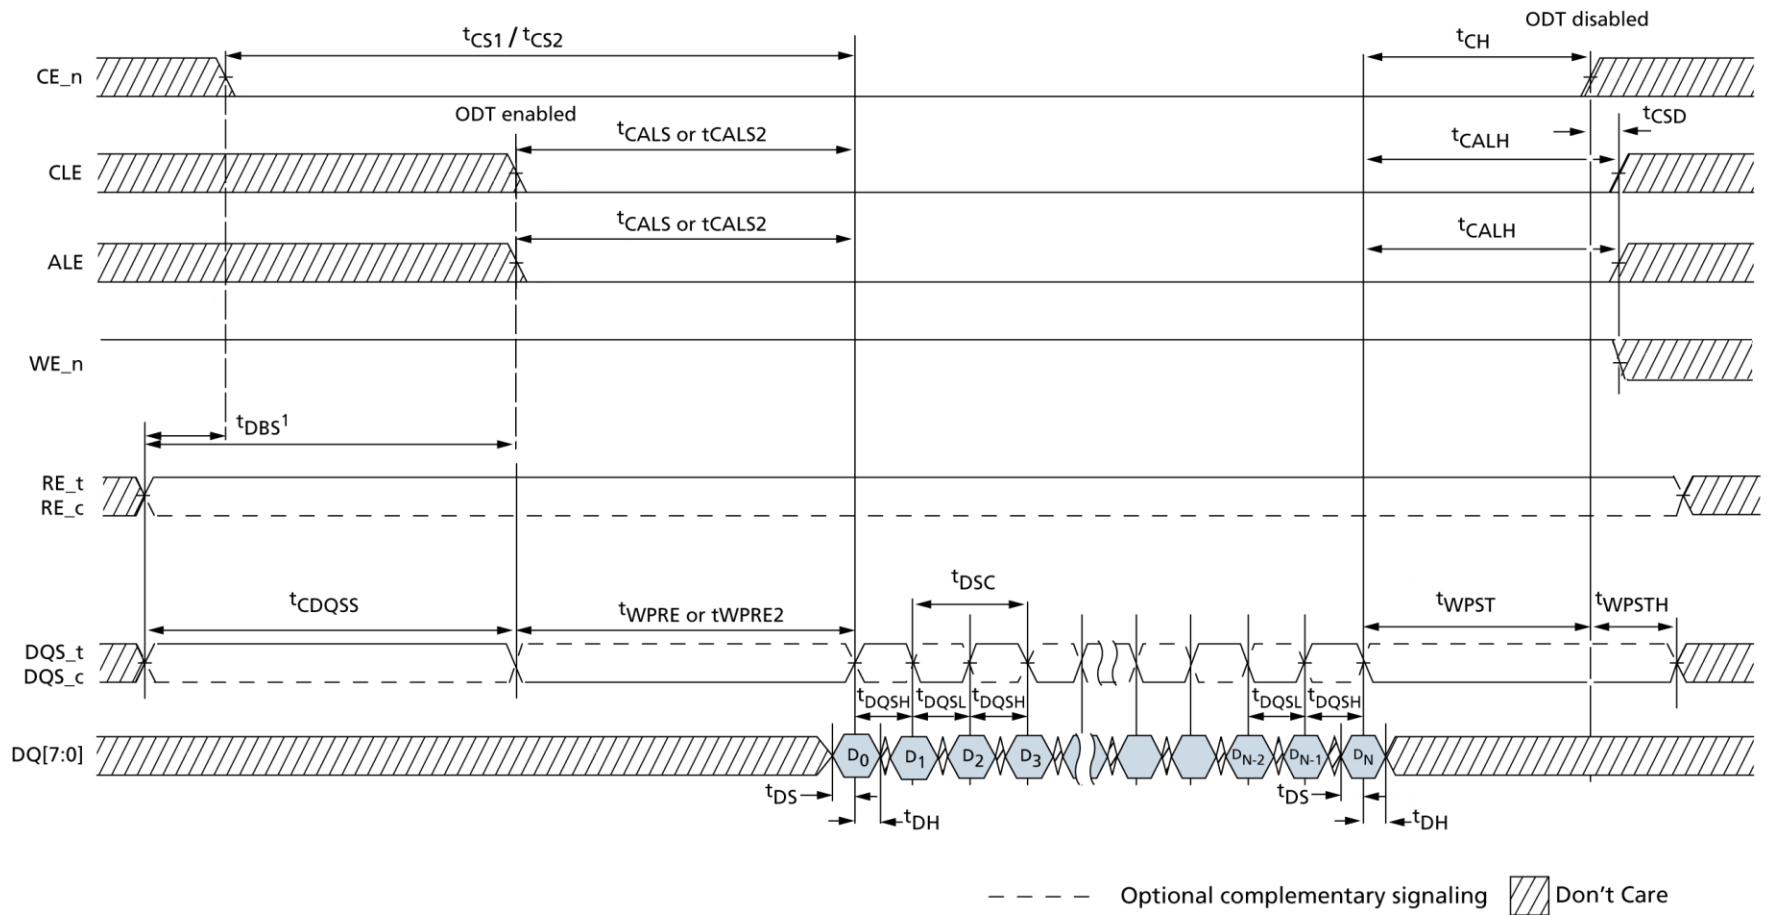 ODT disabled
tCS1 / tCS2
tCH
CE_n
ODT enabled
tCSD
tCALS or tCALS2
tCALH
CLE
tCALS or tCALS2
tCALH
ALE
WE_n
tDBS1
RE_t
RE_c
tDSC
tCDQSS
tWPRE or tWPRE2
tWPST
tWPSTH
DQS_t
DQS_c
tDQSH
tDQSL
tDQSH
tDQSL
tDQSH
DQ[7:0]
D0
D1
D2
D3
DN-2
DN-1
DN
tDS
tDS
tDH
tDH
Optional complementary signaling
Don't Care